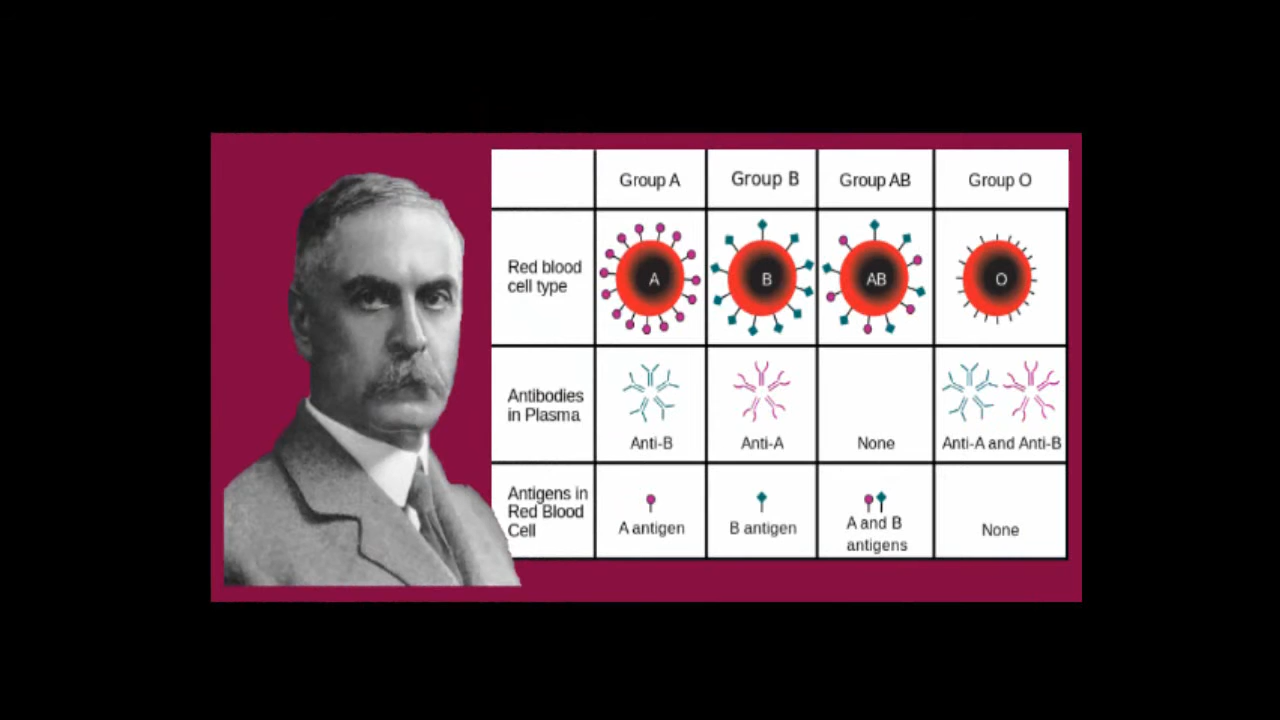 Group A
Group B
Group AB
Group O
Red blood
cell type
A
B
AB
O
Antibodies
in Plasma
Anti-B
Anti-A
None
Anti-A and Anti-B
Antigens in
Red Blood
Cell
A antigen
B antigen
A and B
antigens
None